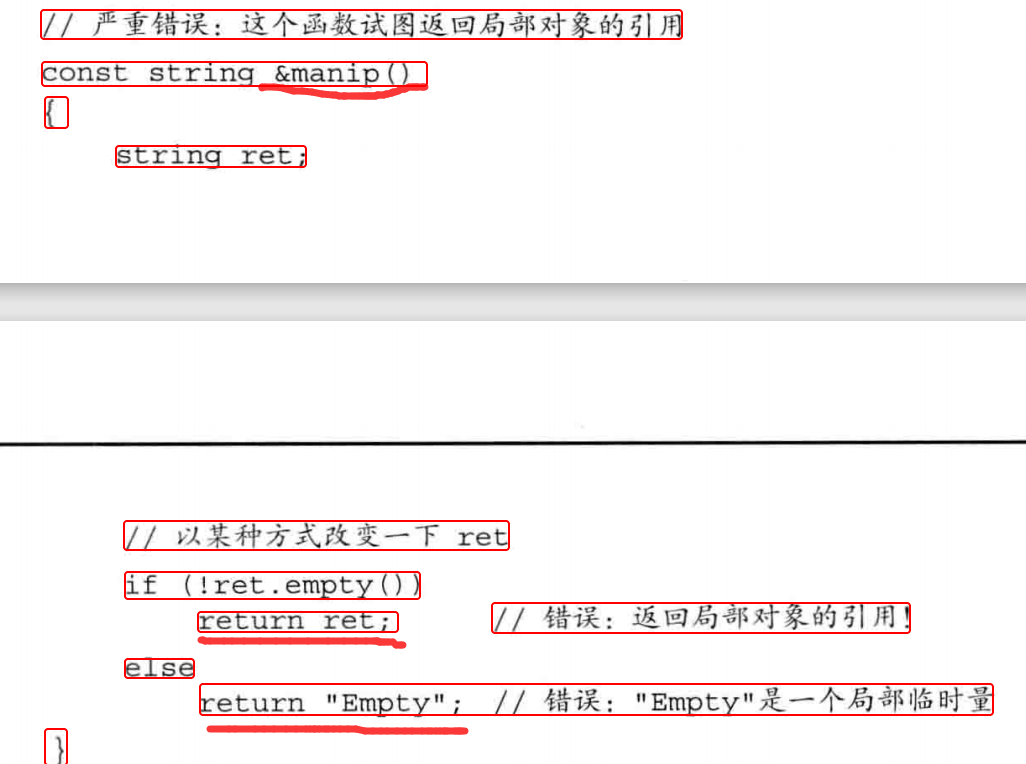 // 严重错误：这个函数试图返回局部对象的引用
const string &manip()
{
string ret;
// 以某种方式改变一下 ret
if (!ret.empty())
return ret; // 错误：返回局部对象的引用！
else
return "Empty"; // 错误："Empty"是一个局部临时量
}